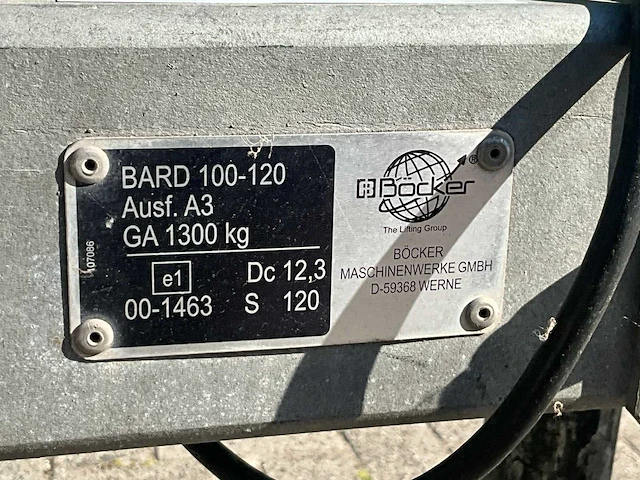 BARD 100-120
Ausf. A3
GA 1300 kg
e1
Dc 12,3
00-1463 S 120
107086
Böcker ®
The Lifting Group
BÖCKER
MASCHINENWERKE GMBH
D-59368 WERNE